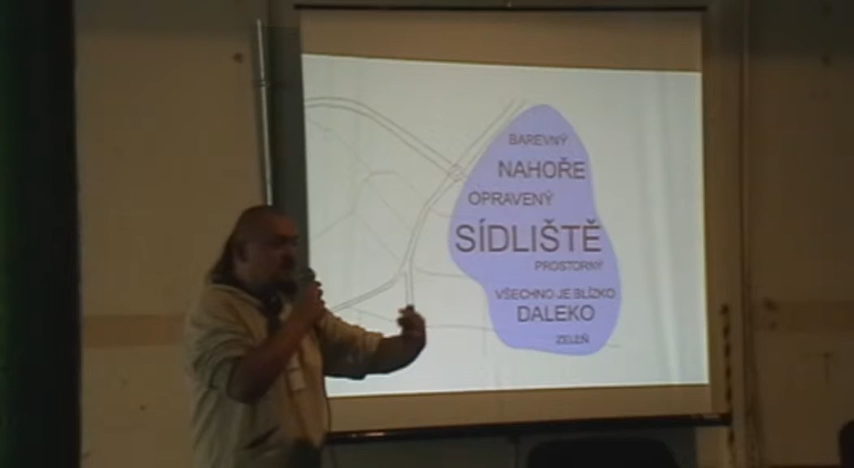 BAREVNÝ
NAHOŘE
OPRAVENÝ
SÍDLIŠTĚ
PROSTORNÝ
VŠECHNO JE BLÍZKO
DALEKO
ZELEŇ